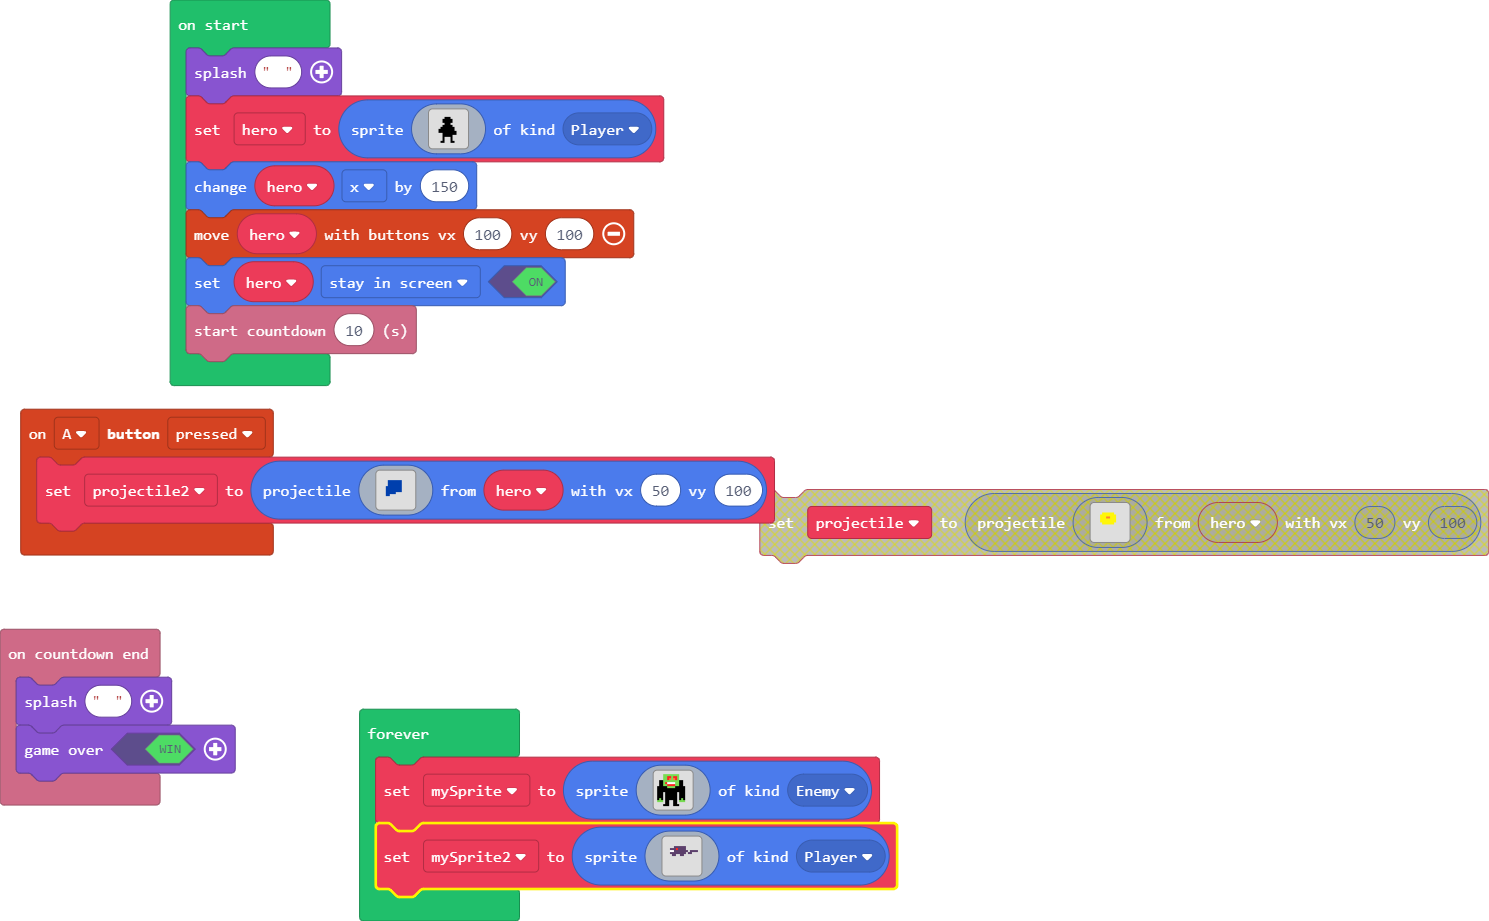 on start
splash " "
set hero to sprite of kind Player
change hero x by 150
move hero with buttons vx 100 vy 100
set hero stay in screen ON
start countdown 10 (s)
on A button pressed
set projectile2 to projectile from hero with vx 50 vy 100
set projectile to projectile from hero with vx 50 vy 100
on countdown end
splash " "
game over WIN
forever
set mySprite to sprite of kind Enemy
set mySprite2 to sprite of kind Player